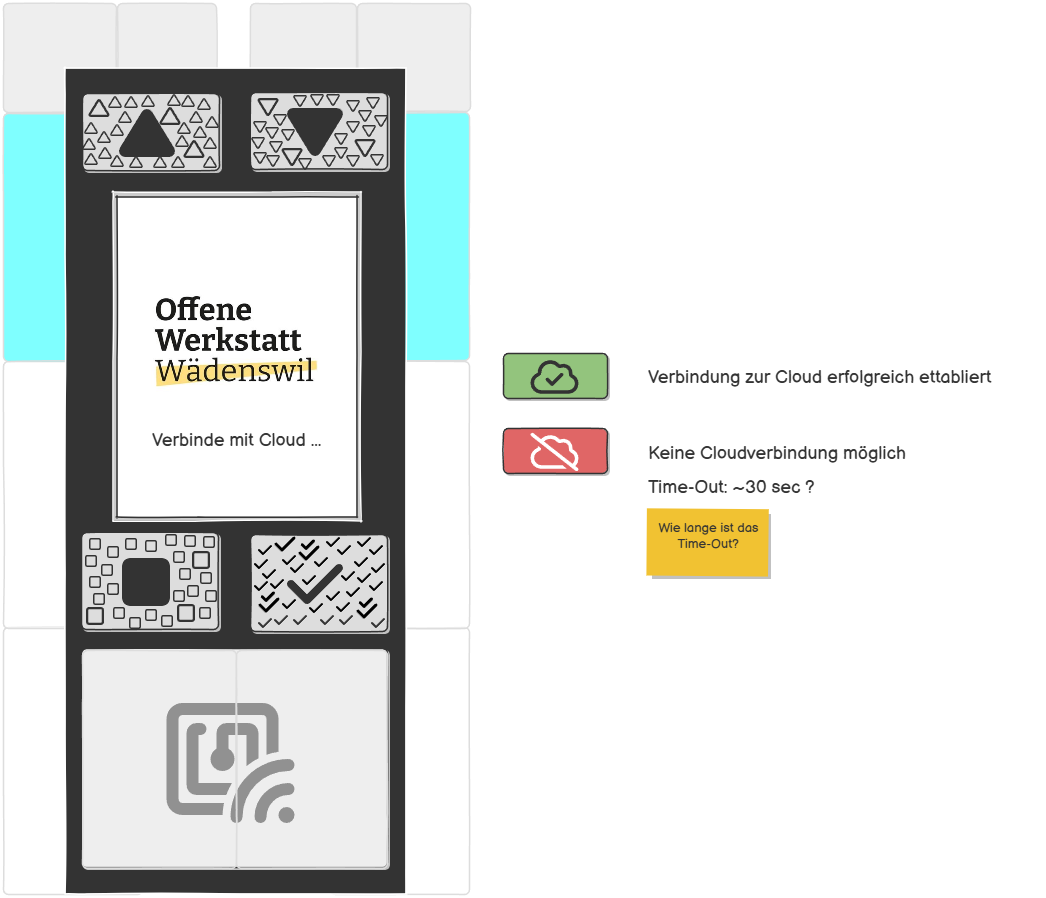 Offene
Werkstatt
Wädenswil
Verbinde mit Cloud ...
Verbindung zur Cloud erfolgreich ettabliert
Keine Cloudverbindung möglich
Time-Out: ~30 sec ?
Wie lange ist das
Time-Out?